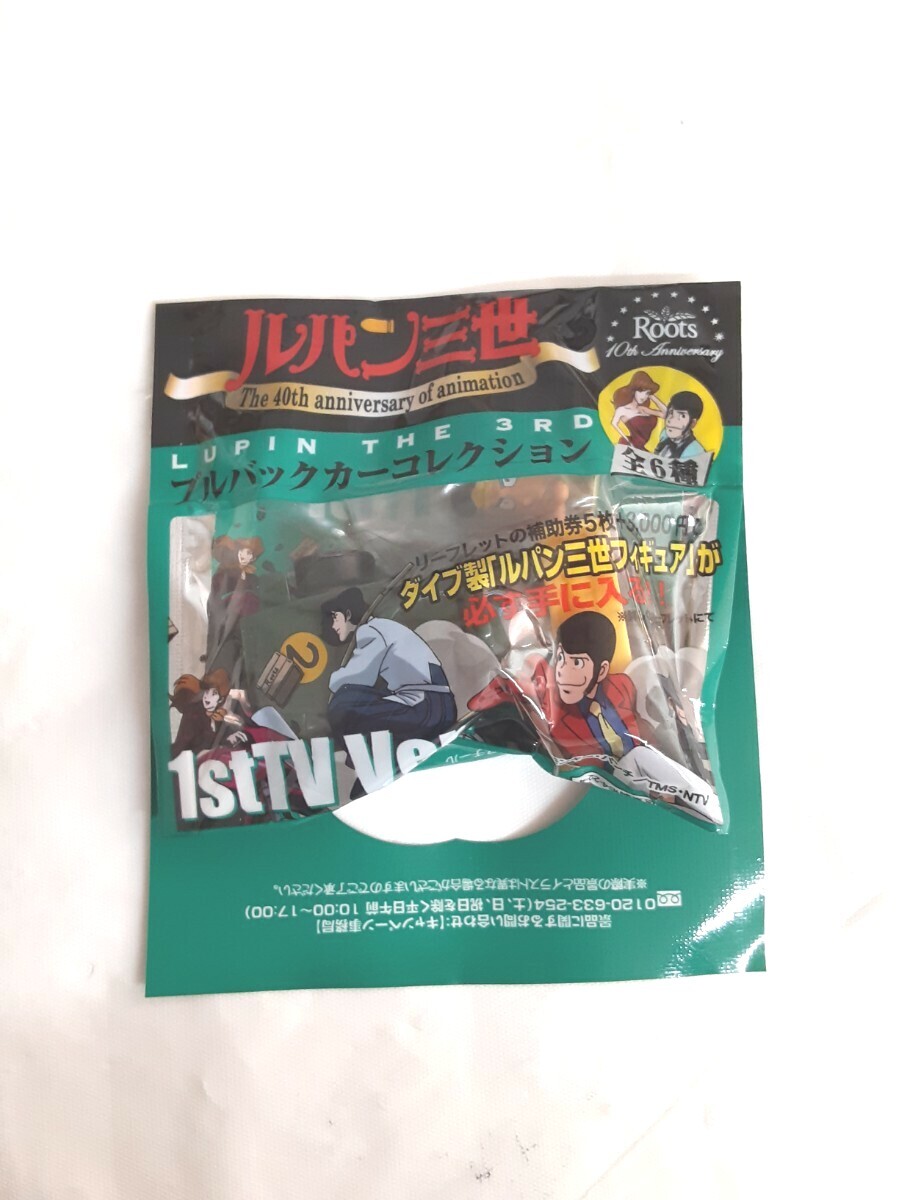 ルパン三世
The 40th anniversary of animation
Roots
10th Anniversary
LUPIN THE 3RD
プルバックカーコレクション
全6種
リーフレットの補助券5枚+3,000円で
ダイブ製「ルパン三世フィギュア」が
必ず手に入る!
2
1stTV Ver
TMS・NTV
景品に関するお問い合わせ:【キャンペーン事務局】
0120-633-254(土、日、祝日を除く平日午前10:00~17:00)
※実際の景品とイラストは異なる場合がございますのでご了承ください。